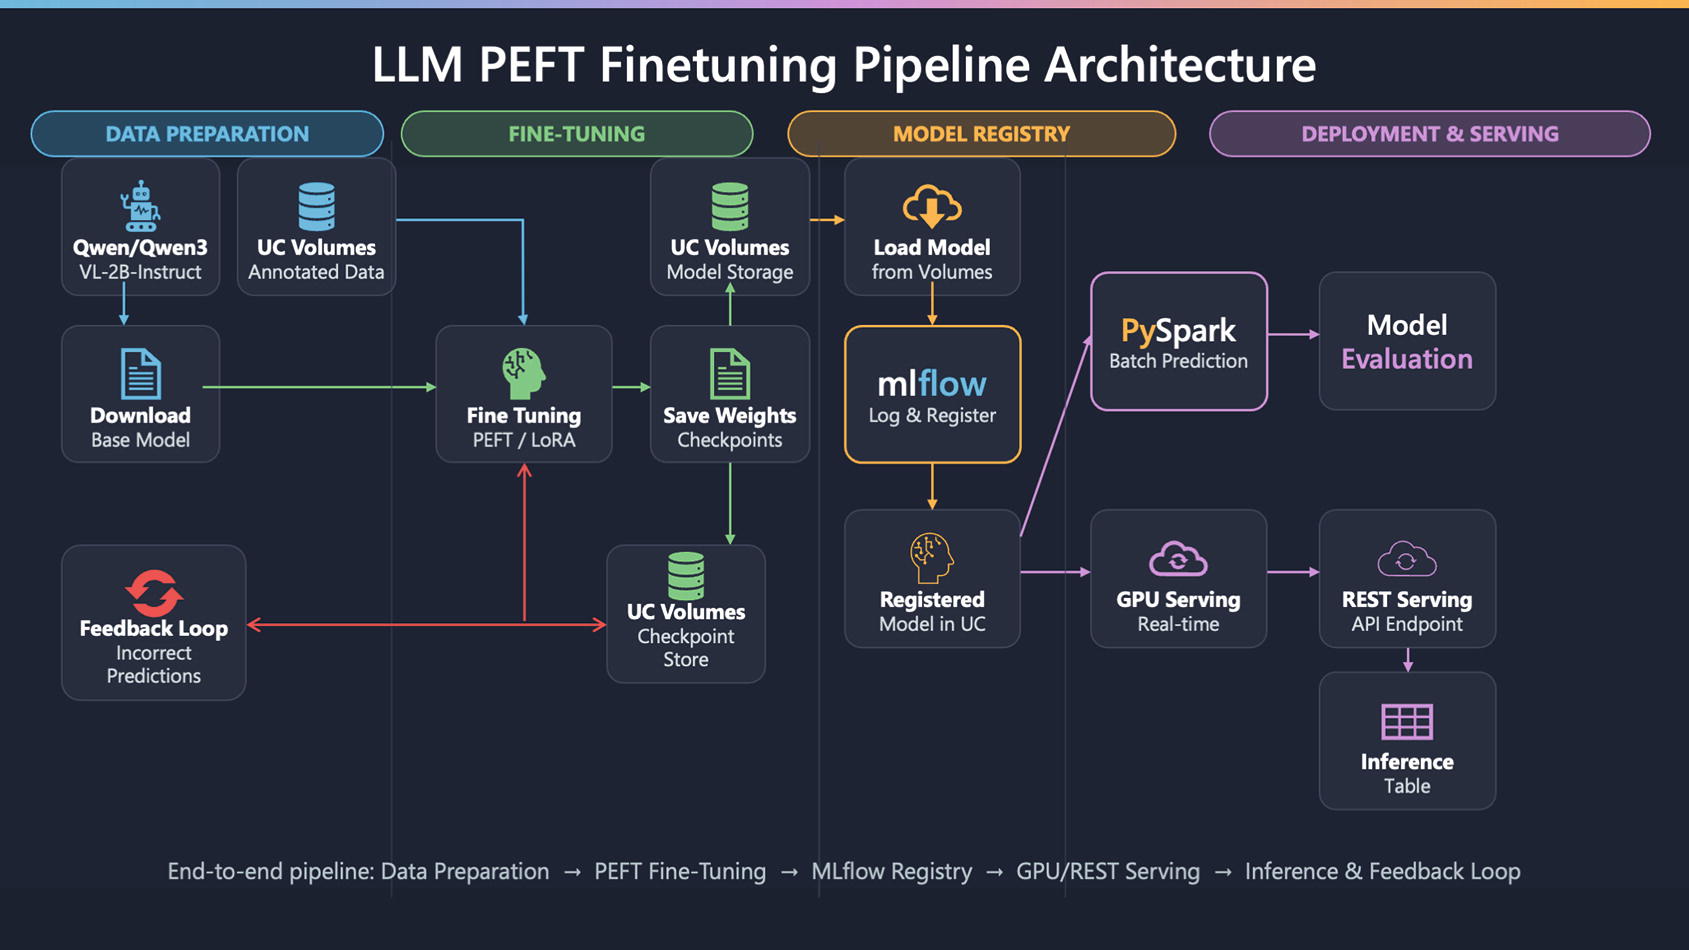 LLM PEFT Finetuning Pipeline Architecture
DATA PREPARATION
FINE-TUNING
MODEL REGISTRY
DEPLOYMENT & SERVING
Qwen/Qwen3
VL-2B-Instruct
UC Volumes
Annotated Data
UC Volumes
Model Storage
Load Model
from Volumes
Download
Base Model
Fine Tuning
PEFT / LoRA
Save Weights
Checkpoints
mlflow
Log & Register
PySpark
Batch Prediction
Model
Evaluation
Feedback Loop
Incorrect
Predictions
UC Volumes
Checkpoint
Store
Registered
Model in UC
GPU Serving
Real-time
REST Serving
API Endpoint
Inference
Table
End-to-end pipeline: Data Preparation → PEFT Fine-Tuning → MLflow Registry → GPU/REST Serving → Inference & Feedback Loop